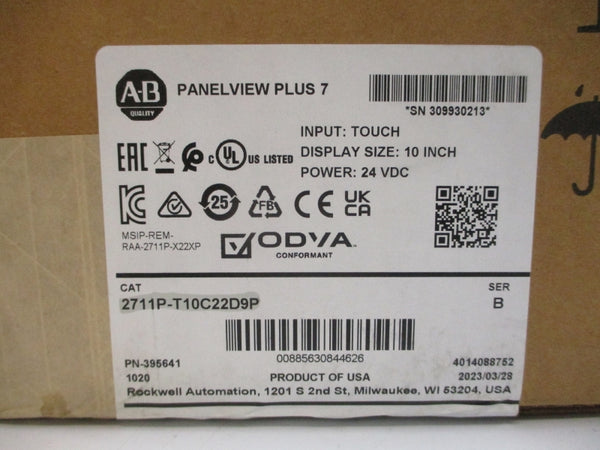 A·B
QUALITY
PANELVIEW PLUS 7
*SN 309930213*
INPUT: TOUCH
DISPLAY SIZE: 10 INCH
POWER: 24 VDC
EAC
C UL US LISTED
25
FB
CE
UK
CA
MSIP-REM-
RAA-2711P-X22XP
ODVA
CONFORMANT
CAT
SER
2711P-T10C22D9P
B
00885630844626
PN-395641
4014088752
1020
PRODUCT OF USA
2023/03/28
Rockwell Automation, 1201 S 2nd St, Milwaukee, WI 53204, USA